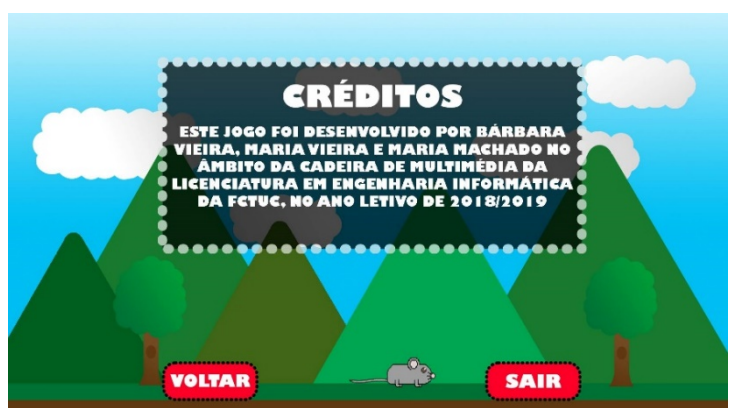 CRÉDITOS
ESTE JOGO FOI DESENVOLVIDO POR BÁRBARA
VIEIRA, MARIA VIEIRA E MARIA MACHADO NO
ÂMBITO DA CADEIRA DE MULTIMÉDIA DA
LICENCIATURA EM ENGENHARIA INFORMÁTICA
DA FCTUC, NO ANO LETIVO DE 2018/2019
VOLTAR
SAIR